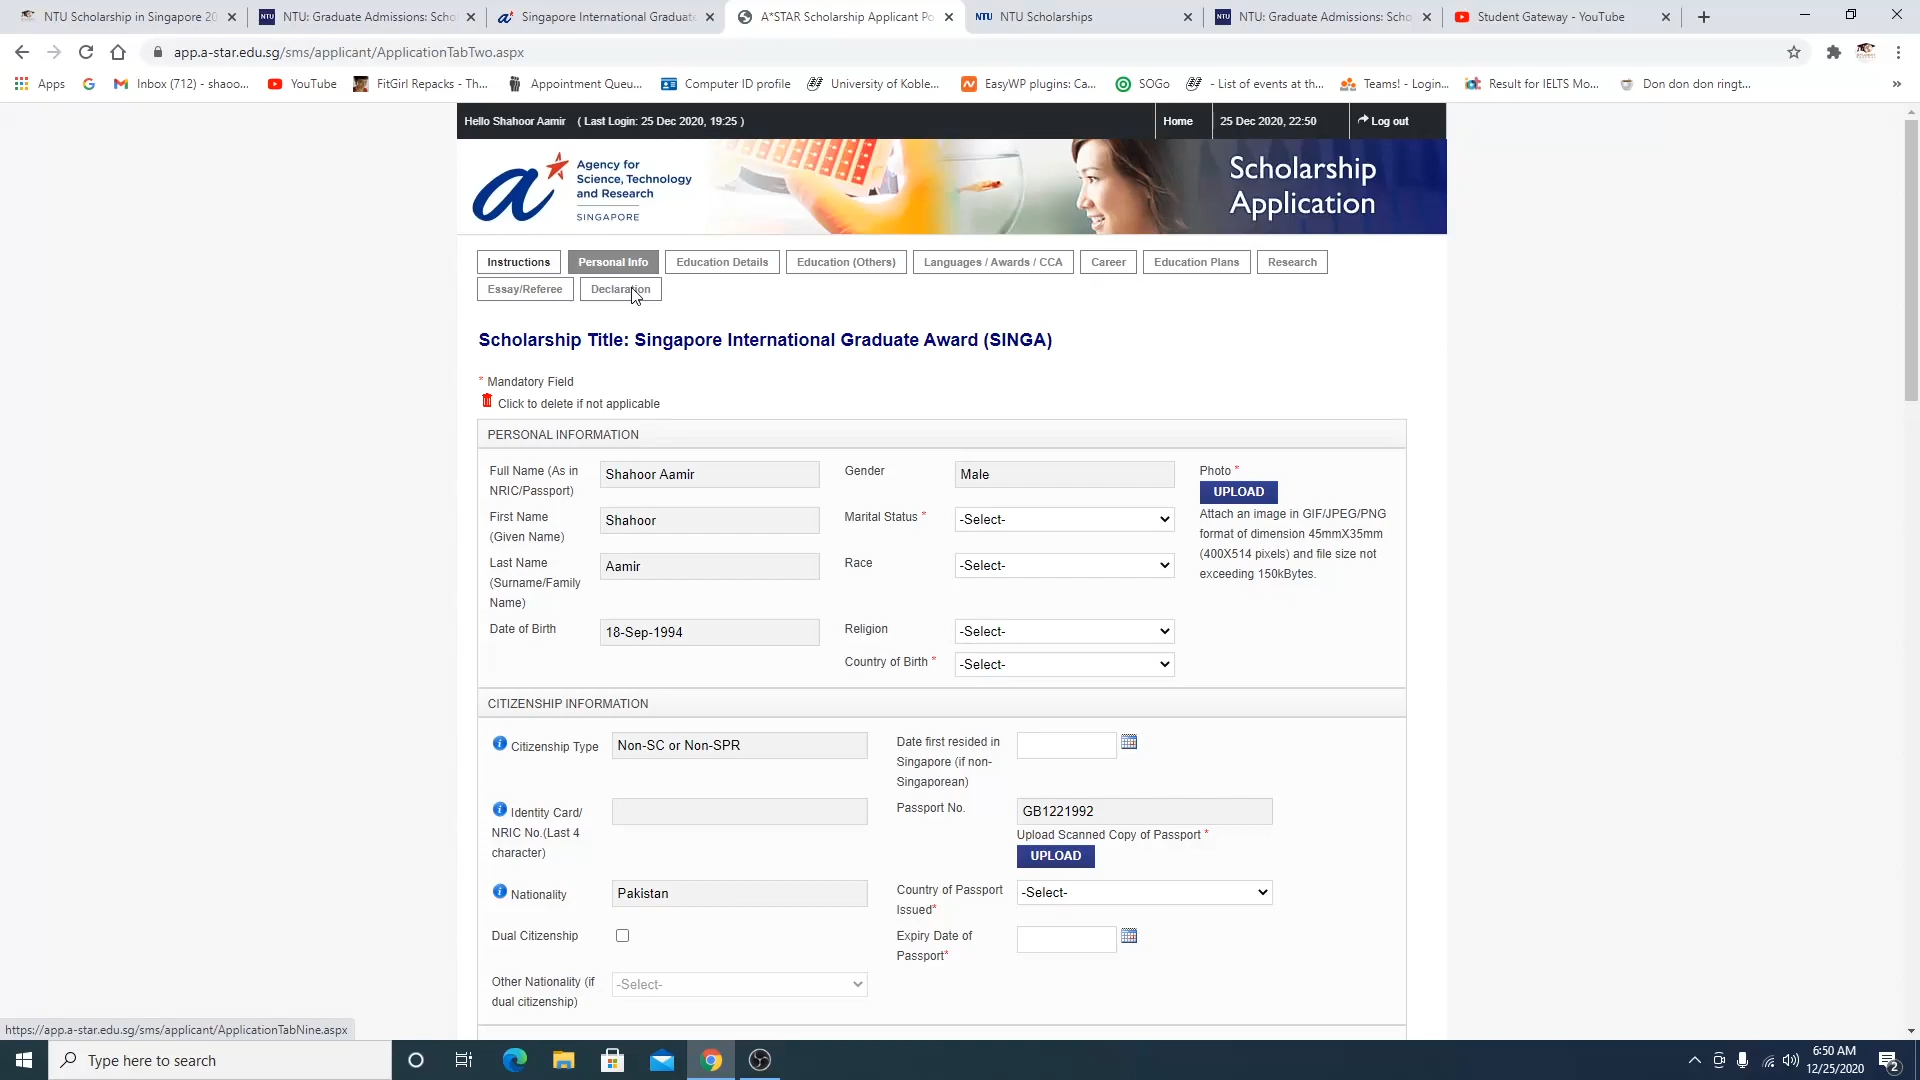 NTU Scholarship in Singapore 20
NTU: Graduate Admissions: Scho
Singapore International Graduate
A*STAR Scholarship Applicant Po
NTU NTU Scholarships
NTU: Graduate Admissions: Scho
Student Gateway - YouTube
app.a-star.edu.sg/sms/applicant/ApplicationTabTwo.aspx
Apps
Inbox (712) - shaoo...
YouTube
FitGirl Repacks - Th...
Appointment Queu...
Computer ID profile
University of Koble...
EasyWP plugins: Ca...
SOGo
- List of events at th...
Teams! - Login...
Result for IELTS Mo...
Don don don ringt...
Hello Shahoor Aamir ( Last Login: 25 Dec 2020, 19:25 )
Home
25 Dec 2020, 22:50
Log out
Agency for
Science, Technology
and Research
SINGAPORE
Scholarship
Application
Instructions
Personal Info
Education Details
Education (Others)
Languages / Awards / CCA
Career
Education Plans
Research
Essay/Referee
Declaration
Scholarship Title: Singapore International Graduate Award (SINGA)
* Mandatory Field
Click to delete if not applicable
PERSONAL INFORMATION
Full Name (As in
NRIC/Passport)
Shahoor Aamir
Gender
Male
Photo *
UPLOAD
Attach an image in GIF/JPEG/PNG
format of dimension 45mmX35mm
(400X514 pixels) and file size not
exceeding 150kBytes.
First Name
(Given Name)
Shahoor
Marital Status *
-Select-
Last Name
(Surname/Family
Name)
Aamir
Race
-Select-
Date of Birth
18-Sep-1994
Religion
-Select-
Country of Birth *
-Select-
CITIZENSHIP INFORMATION
Citizenship Type
Non-SC or Non-SPR
Date first resided in
Singapore (if non-
Singaporean)
Identity Card/
NRIC No.(Last 4
character)
Passport No.
GB1221992
Upload Scanned Copy of Passport *
UPLOAD
Nationality
Pakistan
Country of Passport
Issued*
-Select-
Dual Citizenship
Expiry Date of
Passport*
Other Nationality (if
dual citizenship)
-Select-
https://app.a-star.edu.sg/sms/applicant/ApplicationTabNine.aspx
Type here to search
6:50 AM
12/25/2020
2